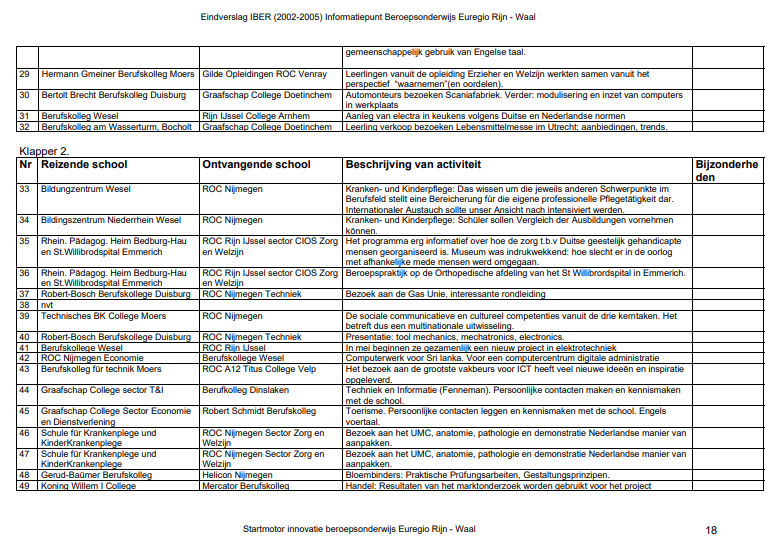 Eindverslag IBER (2002-2005) Informatiepunt Beroepsonderwijs Euregio Rijn - Waal
gemeenschappelijk gebruik van Engelse taal.
29 Hermann Gmeiner Berufskolleg Moers Gilde Opleidingen ROC Venray Leerlingen vanuit de opleiding Erzieher en Welzijn werkten samen vanuit het
perspectief "waarnemen"(en oordelen).
30 Bertolt Brecht Berufskolleg Duisburg Graafschap College Doetinchem Automonteurs bezoeken Scaniafabriek. Verder: modulisering en inzet van computers
in werkplaats
31 Berufskolleg Wesel Rijn IJssel College Arnhem Aanleg van electra in keukens volgens Duitse en Nederlandse normen
32 Berufskolleg am Wasserturm, Bocholt Graafschap College Doetinchem Leerling verkoop bezoeken Lebensmittelmesse im Utrecht; aanbiedingen, trends.
Klapper 2.
Nr Reizende school Ontvangende school Beschrijving van activiteit Bijzonderhe
den
33 Bildungszentrum Wesel ROC Nijmegen Kranken- und Kinderpflege: Das wissen um die jeweils anderen Schwerpunkte im
Berufsfeld stellt eine Bereicherung für die eigene professionelle Pflegetätigkeit dar.
Internationaler Austauch sollte unser Ansicht nach intensiviert werden.
34 Bildingszentrum Niederrhein Wesel ROC Nijmegen Kranken- und Kinderpflege: Schüler sollen Vergleich der Ausbildungen vornehmen
können.
35 Rhein. Pädagog. Heim Bedburg-Hau ROC Rijn IJssel sector CIOS Zorg Het programma erg informatief over hoe de zorg t.b.v Duitse geestelijk gehandicapte
en St.Willibrodspital Emmerich en Welzijn mensen georganiseerd is. Museum was indrukwekkend: hoe slecht er in de oorlog
met afhankelijke mede mensen werd omgegaan.
36 Rhein. Pädagog. Heim Bedburg-Hau ROC Rijn IJssel sector CIOS Zorg Beroepspraktijk op de Orthopedische afdeling van het St Willibrordspital in Emmerich.
en St.Willibrodspital Emmerich en Welzijn
37 Robert-Bosch Berufskollege Duisburg ROC Nijmegen Techniek Bezoek aan de Gas Unie, interessante rondleiding
38 nvt
39 Technisches BK College Moers ROC Nijmegen De sociale communicatieve en cultureel competenties vanuit de drie kerntaken. Het
betreft dus een multinationale uitwisseling.
40 Robert-Bosch Berufskollege Duisburg ROC Nijmegen Techniek Presentatie: tool mechanics, mechatronics, electronics.
41 Berufskollege Wesel ROC Rijn IJssel In mei beginnen ze gezamenlijk een nieuw project in elektrotechniek
42 ROC Nijmegen Economie Berufskollege Wesel Computerwerk voor Sri lanka. Voor een computercentrum digitale administratie
43 Berufskolleg für technik Moers ROC A12 Titus College Velp Het bezoek aan de grootste vakbeurs voor ICT heeft veel nieuwe ideeën en inspiratie
opgeleverd.
44 Graafschap College sector T&I Berufkolleg Dinslaken Techniek en Informatie (Fenneman). Persoonlijke contacten maken en kennismaken
met de school.
45 Graafschap College Sector Economie Robert Schmidt Berufskolleg Toerisme. Persoonlijke contacten leggen en kennismaken met de school. Engels
en Dienstverlening voertaal.
46 Schule für Krankenplege und ROC Nijmegen Sector Zorg en Bezoek aan het UMC, anatomie, pathologie en demonstratie Nederlandse manier van
KinderKrankenplege Welzijn aanpakken.
47 Schule für Krankenplege und ROC Nijmegen Sector Zorg en Bezoek aan het UMC, anatomie, pathologie en demonstratie Nederlandse manier van
KinderKrankenplege Welzijn aanpakken.
48 Gerud-Baümer Berufskolleg Helicon Nijmegen Bloembinders: Praktische Prüfungsarbeiten, Gestaltungsprinzipen.
49 Koning Willem I College Mercator Berufskolleg Handel: Resultaten van het marktonderzoek worden gebruikt voor het project
Startmotor innovatie beroepsonderwijs Euregio Rijn - Waal 18